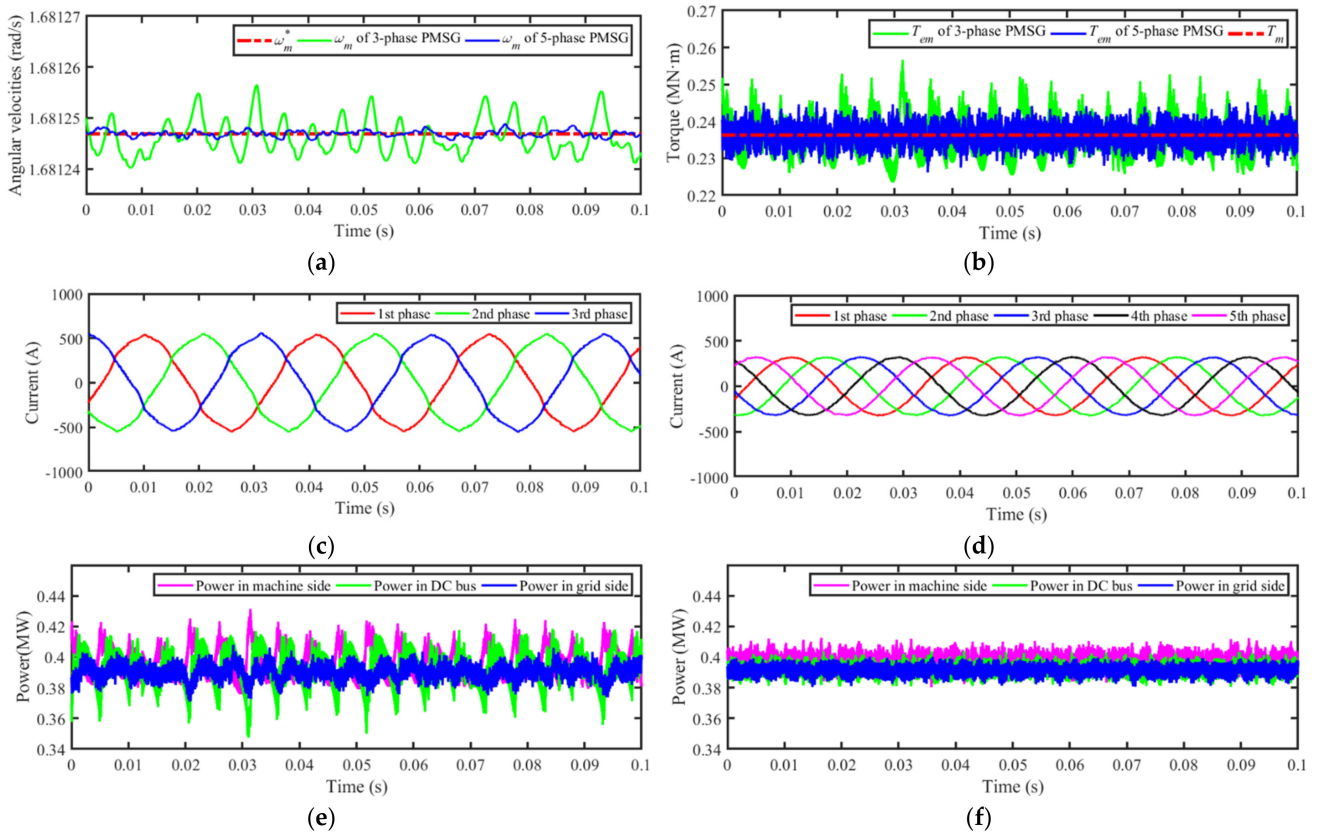 1.68127
1.68126
1.68125
1.68124
Angular velocities (rad/s)
ω*m ωm of 3-phase PMSG ωm of 5-phase PMSG
0 0.01 0.02 0.03 0.04 0.05 0.06 0.07 0.08 0.09 0.1
Time (s)
(a)
0.27
0.26
0.25
0.24
0.23
0.22
Torque (MN·m)
Tem of 3-phase PMSG Tem of 5-phase PMSG Tm
0 0.01 0.02 0.03 0.04 0.05 0.06 0.07 0.08 0.09 0.1
Time (s)
(b)
1000
500
0
-500
-1000
Current (A)
1st phase 2nd phase 3rd phase
0 0.01 0.02 0.03 0.04 0.05 0.06 0.07 0.08 0.09 0.1
Time (s)
(c)
1000
500
0
-500
-1000
Current (A)
1st phase 2nd phase 3rd phase 4th phase 5th phase
0 0.01 0.02 0.03 0.04 0.05 0.06 0.07 0.08 0.09 0.1
Time (s)
(d)
0.44
0.42
0.4
0.38
0.36
0.34
Power(MW)
Power in machine side Power in DC bus Power in grid side
0 0.01 0.02 0.03 0.04 0.05 0.06 0.07 0.08 0.09 0.1
Time (s)
(e)
0.44
0.42
0.4
0.38
0.36
0.34
Power (MW)
Power in machine side Power in DC bus Power in grid side
0 0.01 0.02 0.03 0.04 0.05 0.06 0.07 0.08 0.09 0.1
Time (s)
(f)